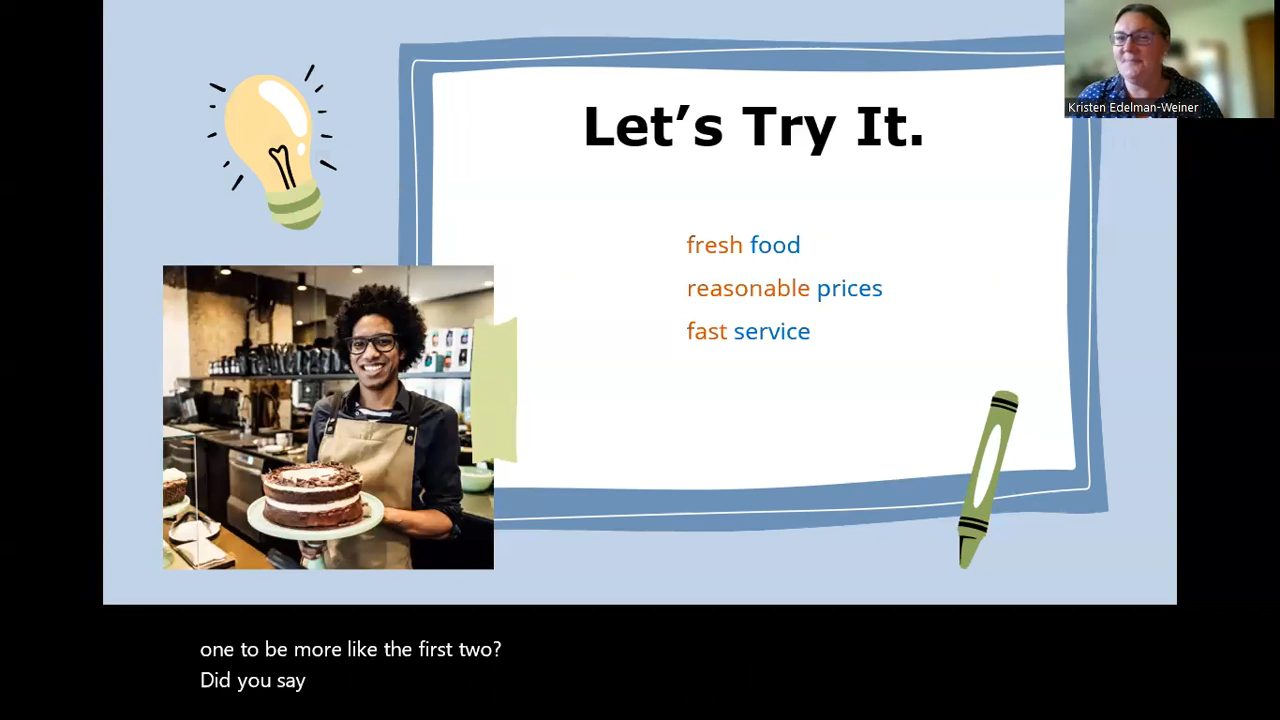 Let's Try It.
Kristen Edelman-Weiner
fresh food
reasonable prices
fast service
one to be more like the first two?
Did you say